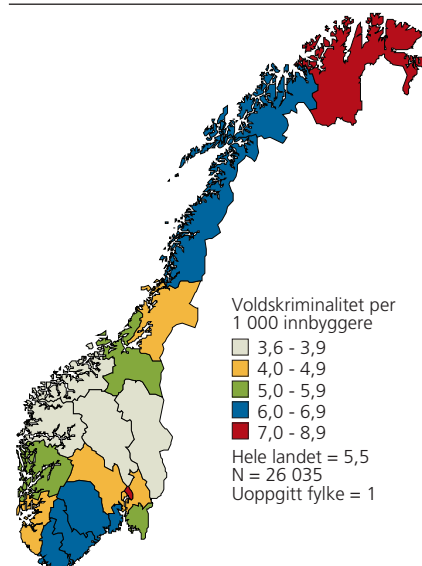 Voldskriminalitet per
1 000 innbyggere
3,6 - 3,9
4,0 - 4,9
5,0 - 5,9
6,0 - 6,9
7,0 - 8,9
Hele landet = 5,5
N = 26 035
Uoppgitt fylke = 1